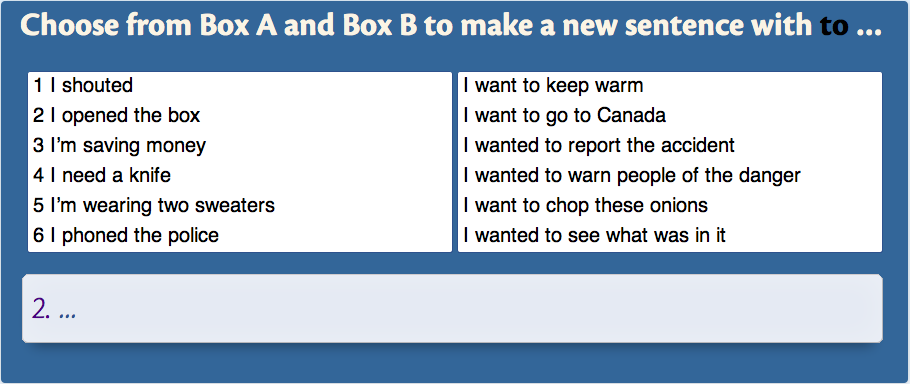 Choose from Box A and Box B to make a new sentence with to ...
1 I shouted
2 I opened the box
3 I'm saving money
4 I need a knife
5 I'm wearing two sweaters
6 I phoned the police
I want to keep warm
I want to go to Canada
I wanted to report the accident
I wanted to warn people of the danger
I want to chop these onions
I wanted to see what was in it
2. ...